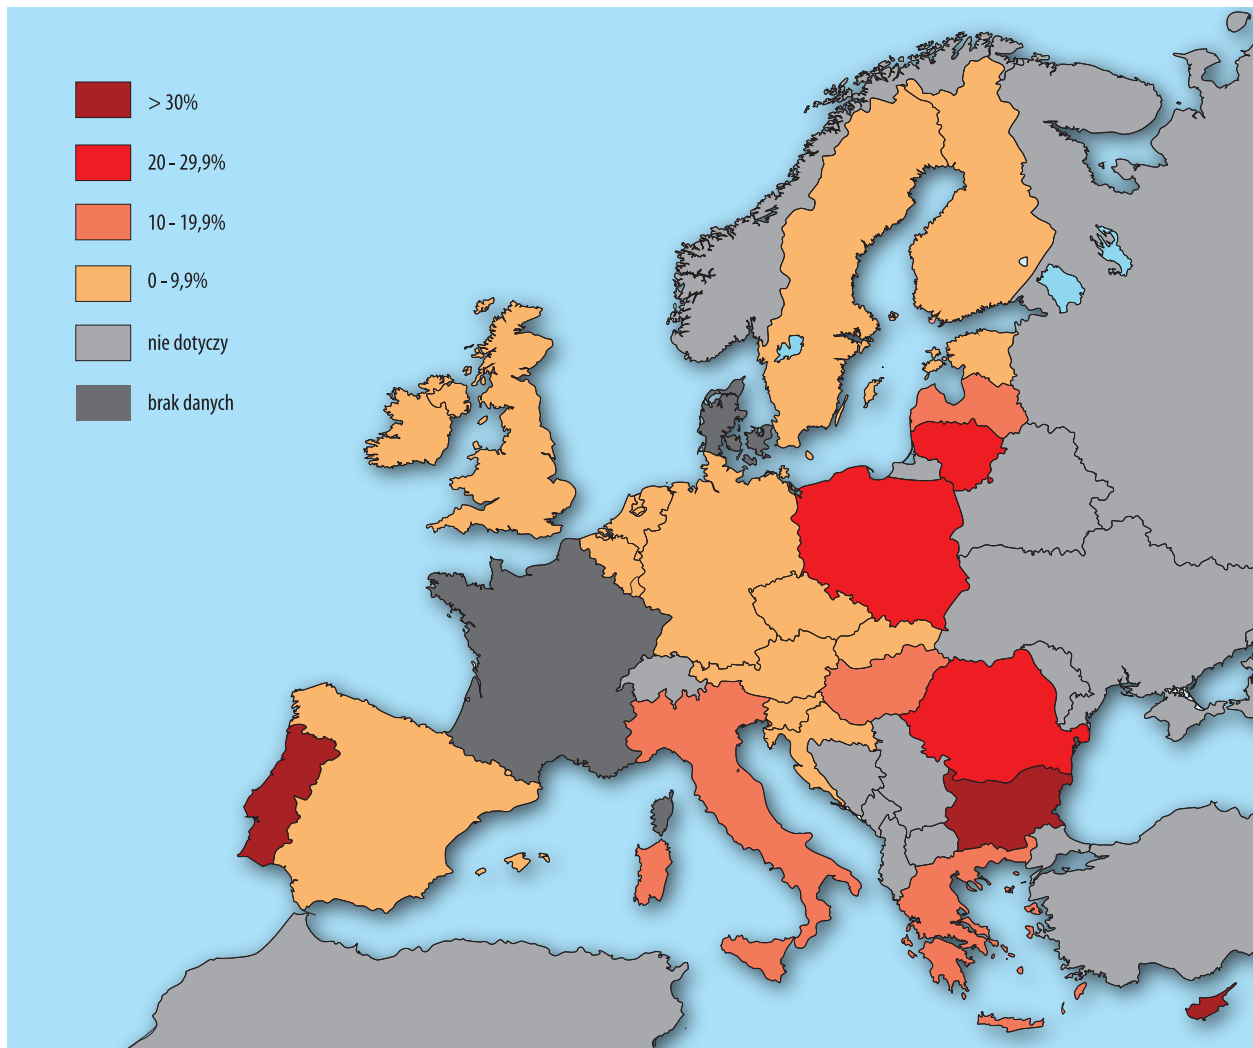 > 30%
20 - 29,9%
10 - 19,9%
0 - 9,9%
nie dotyczy
brak danych